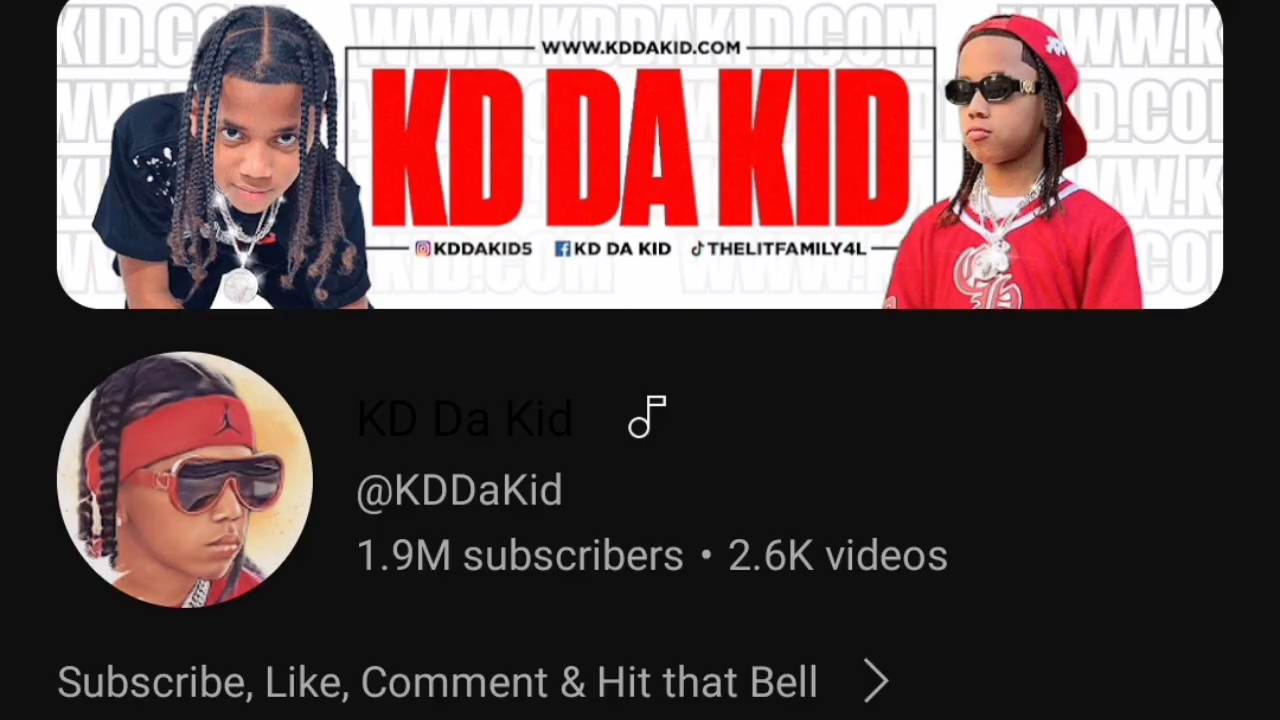 WWW.KDDAKID.COM
KD DA KID
KDDAKID5 KD DA KID THELITFAMILY4L
KD Da Kid
@KDDaKid
1.9M subscribers • 2.6K videos
Subscribe, Like, Comment & Hit that Bell